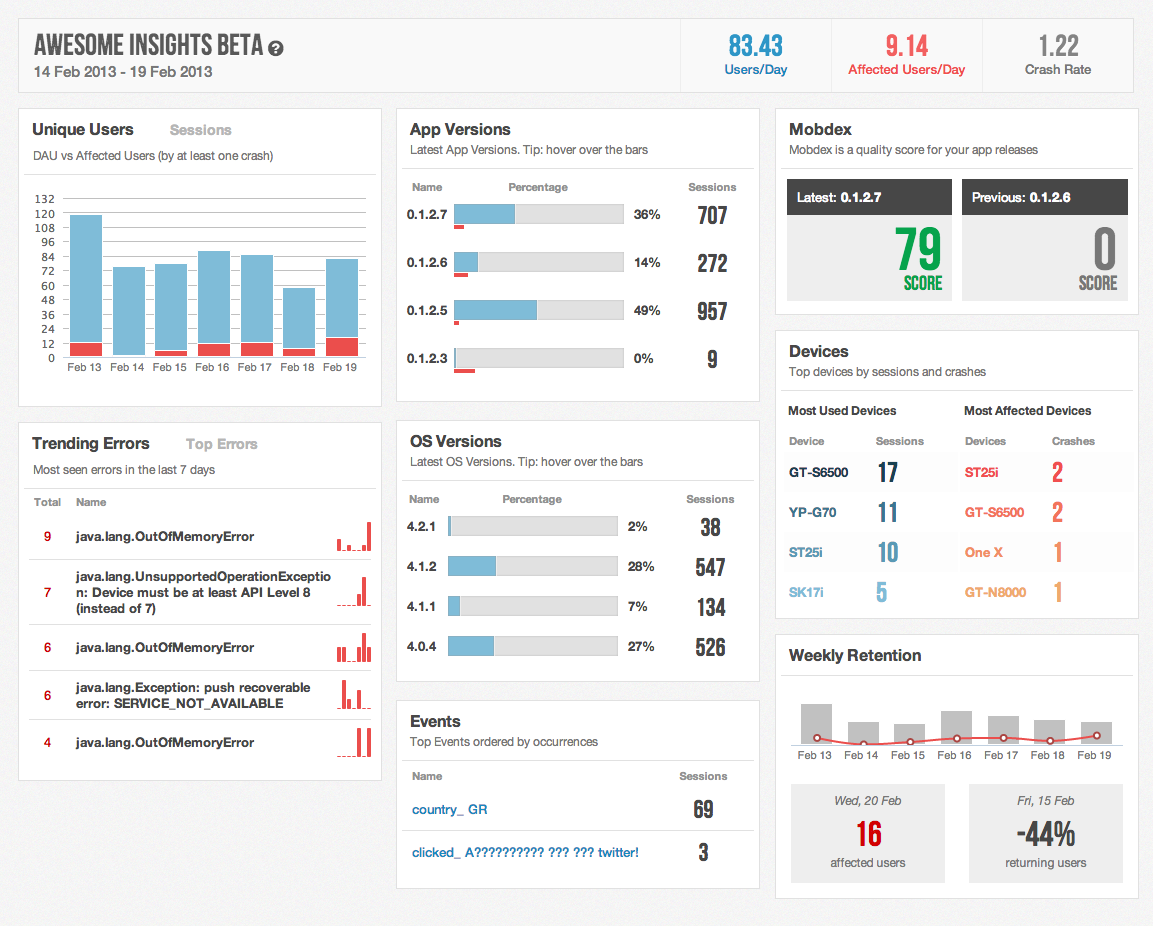 AWESOME INSIGHTS BETA ?
14 Feb 2013 - 19 Feb 2013
83.43
Users/Day
9.14
Affected Users/Day
1.22
Crash Rate
Unique Users Sessions
DAU vs Affected Users (by at least one crash)
132
120
108
96
84
72
60
48
36
24
12
0
Feb 13 Feb 14 Feb 15 Feb 16 Feb 17 Feb 18 Feb 19
Trending Errors Top Errors
Most seen errors in the last 7 days
Total Name
9 java.lang.OutOfMemoryError
7 java.lang.UnsupportedOperationExceptio
n: Device must be at least API Level 8
(instead of 7)
6 java.lang.OutOfMemoryError
6 java.lang.Exception: push recoverable
error: SERVICE_NOT_AVAILABLE
4 java.lang.OutOfMemoryError
App Versions
Latest App Versions. Tip: hover over the bars
Name Percentage Sessions
0.1.2.7 36% 707
0.1.2.6 14% 272
0.1.2.5 49% 957
0.1.2.3 0% 9
OS Versions
Latest OS Versions. Tip: hover over the bars
Name Percentage Sessions
4.2.1 2% 38
4.1.2 28% 547
4.1.1 7% 134
4.0.4 27% 526
Events
Top Events ordered by occurrences
Name Sessions
country_ GR 69
clicked_ A?????????? ??? ??? twitter! 3
Mobdex
Mobdex is a quality score for your app releases
Latest: 0.1.2.7
79
SCORE
Previous: 0.1.2.6
0
SCORE
Devices
Top devices by sessions and crashes
Most Used Devices Most Affected Devices
Device Sessions Devices Crashes
GT-S6500 17 ST25i 2
YP-G70 11 GT-S6500 2
ST25i 10 One X 1
SK17i 5 GT-N8000 1
Weekly Retention
Feb 13 Feb 14 Feb 15 Feb 16 Feb 17 Feb 18 Feb 19
Wed, 20 Feb
16
affected users
Fri, 15 Feb
-44%
returning users